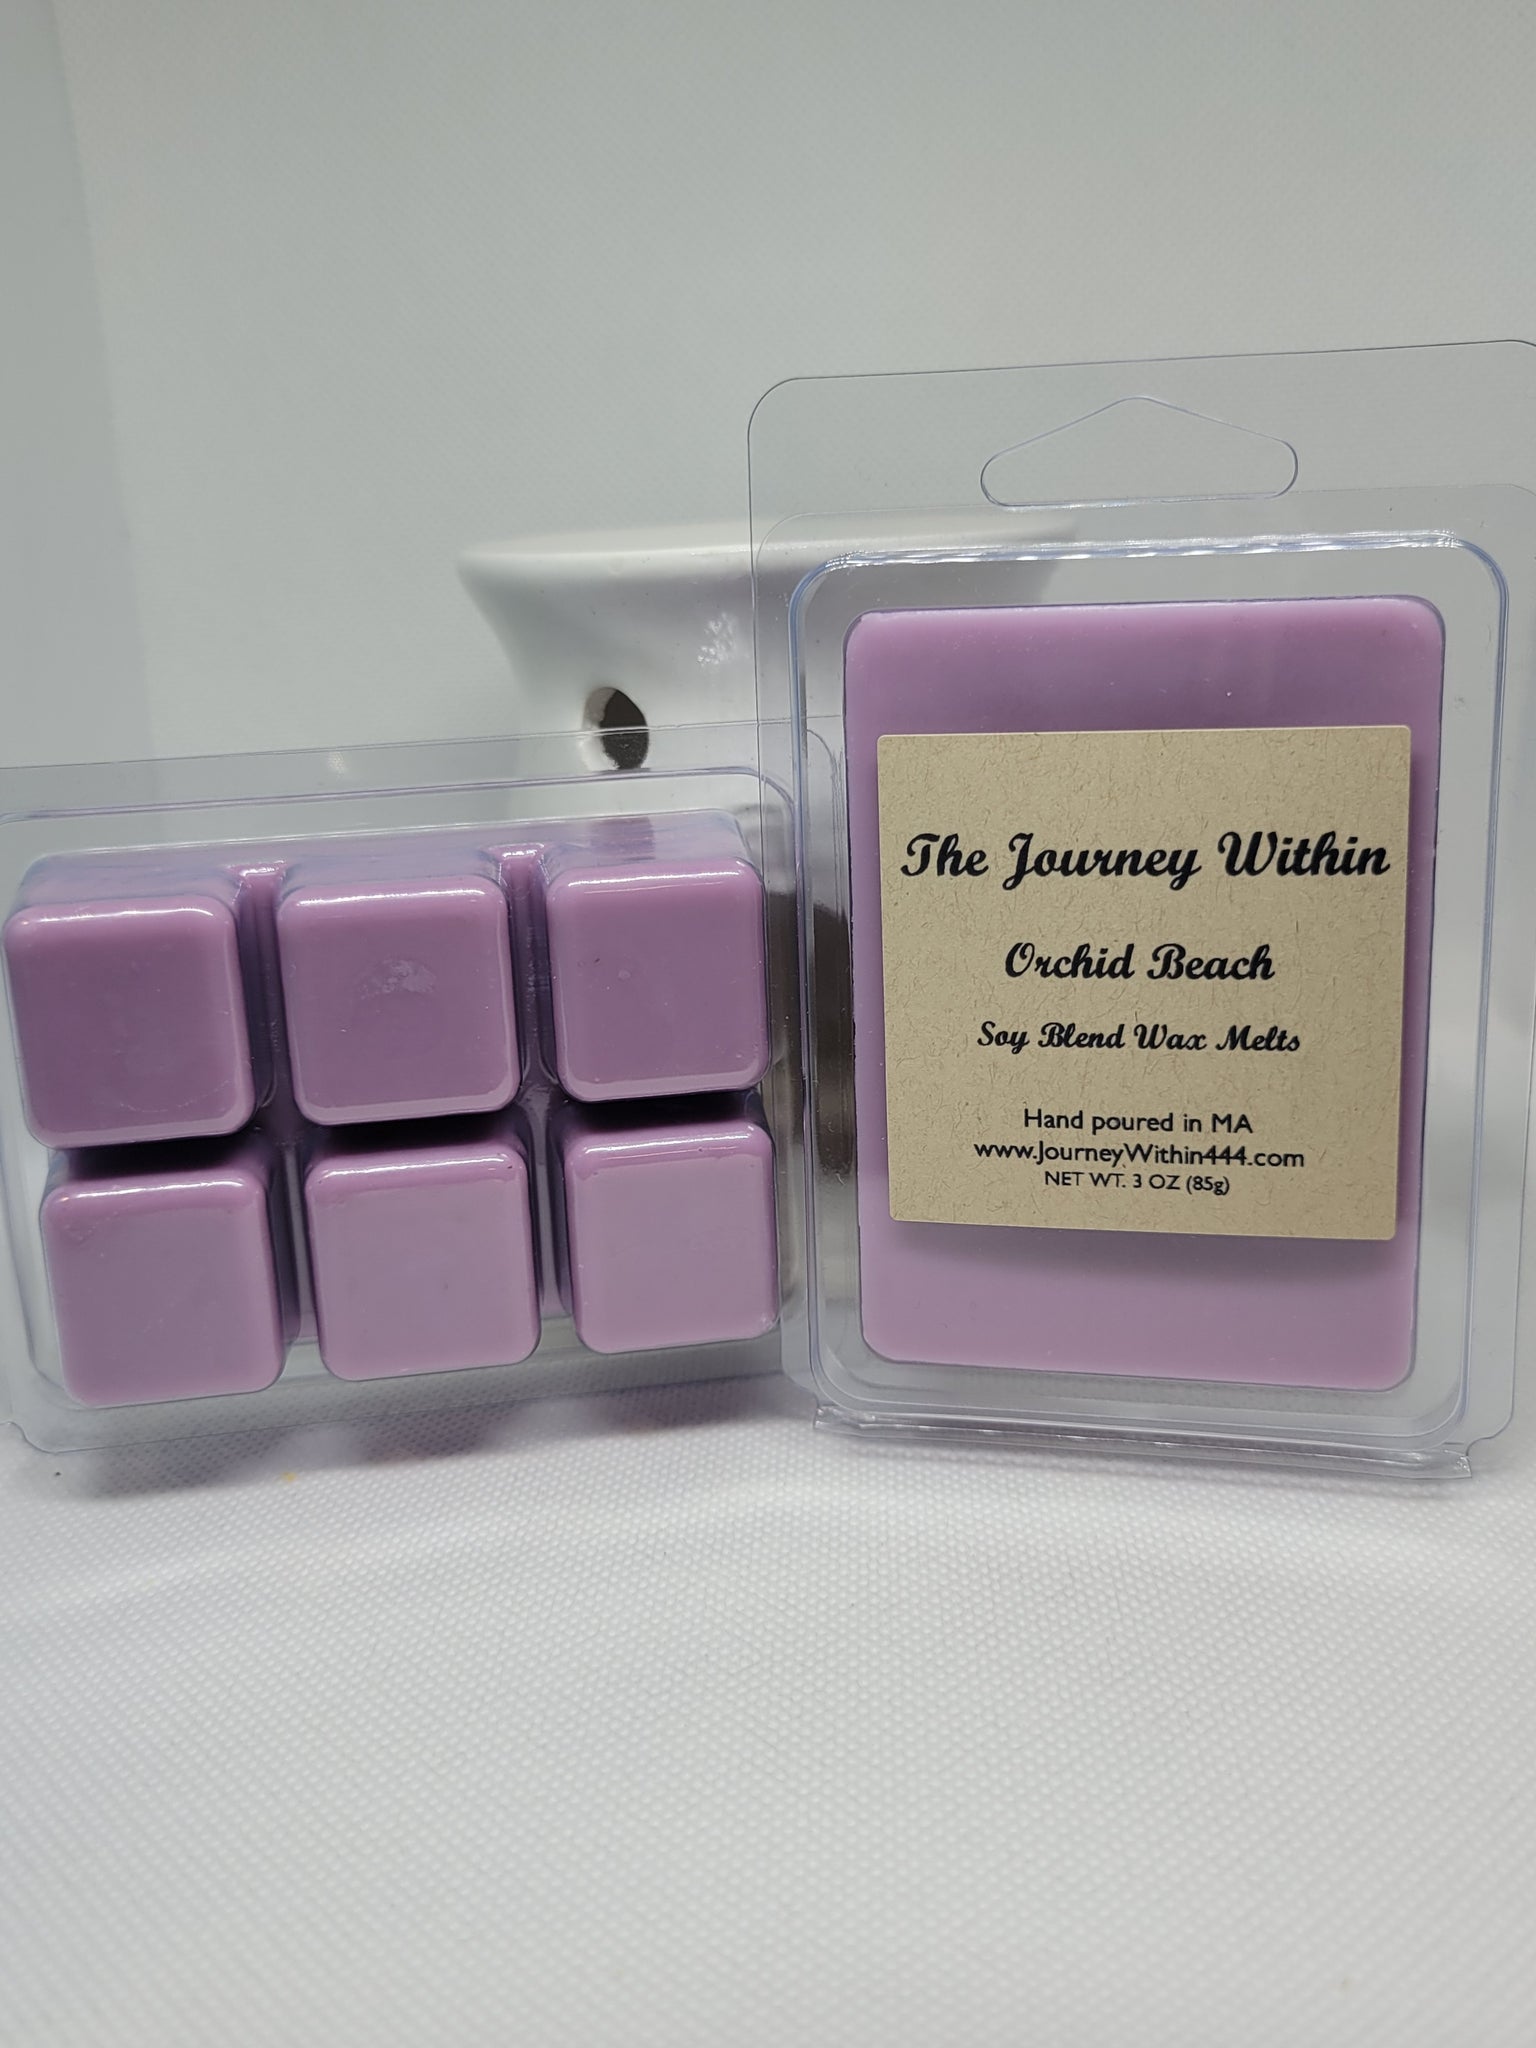 The Journey Within
Orchid Beach
Soy Blend Wax Melts
Hand poured in MA
www.JourneyWithin444.com
NET WT. 3 OZ (85g)